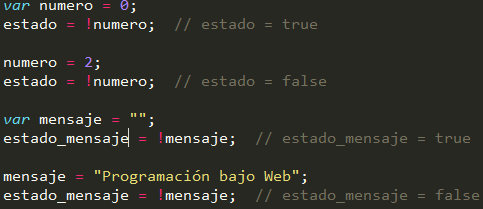 var numero = 0;
estado = !numero;  // estado = true
numero = 2;
estado = !numero;  // estado = false
var mensaje = "";
estado_mensaje = !mensaje;  // estado_mensaje = true
mensaje = "Programación bajo Web";
estado_mensaje = !mensaje;  // estado_mensaje = false